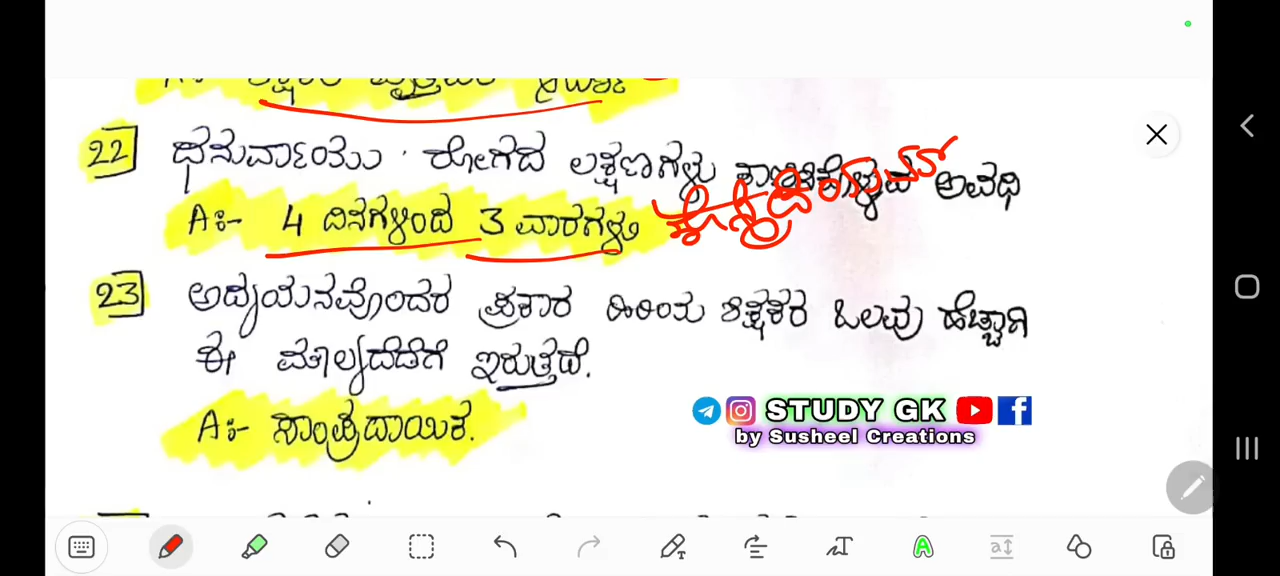 22 ಧನುರ್ವಾಯು ರೋಗದ ಲಕ್ಷಣಗಳು ಕಾಣಿಸಿಕೊಳ್ಳುವ ಅವಧಿ
A:- 4 ದಿನಗಳಿಂದ 3 ವಾರಗಳು
23 ಅಧ್ಯಯನವೊಂದರ ಪ್ರಕಾರ ಹಿರಿಯ ಶಿಕ್ಷಕರ ಒಲವು ಹೆಚ್ಚಾಗಿ
ಈ ಮೌಲ್ಯದೆಡೆಗೆ ಇರುತ್ತದೆ.
A:- ಸಾಂಪ್ರದಾಯಿಕ.
STUDY GK
by Susheel Creations